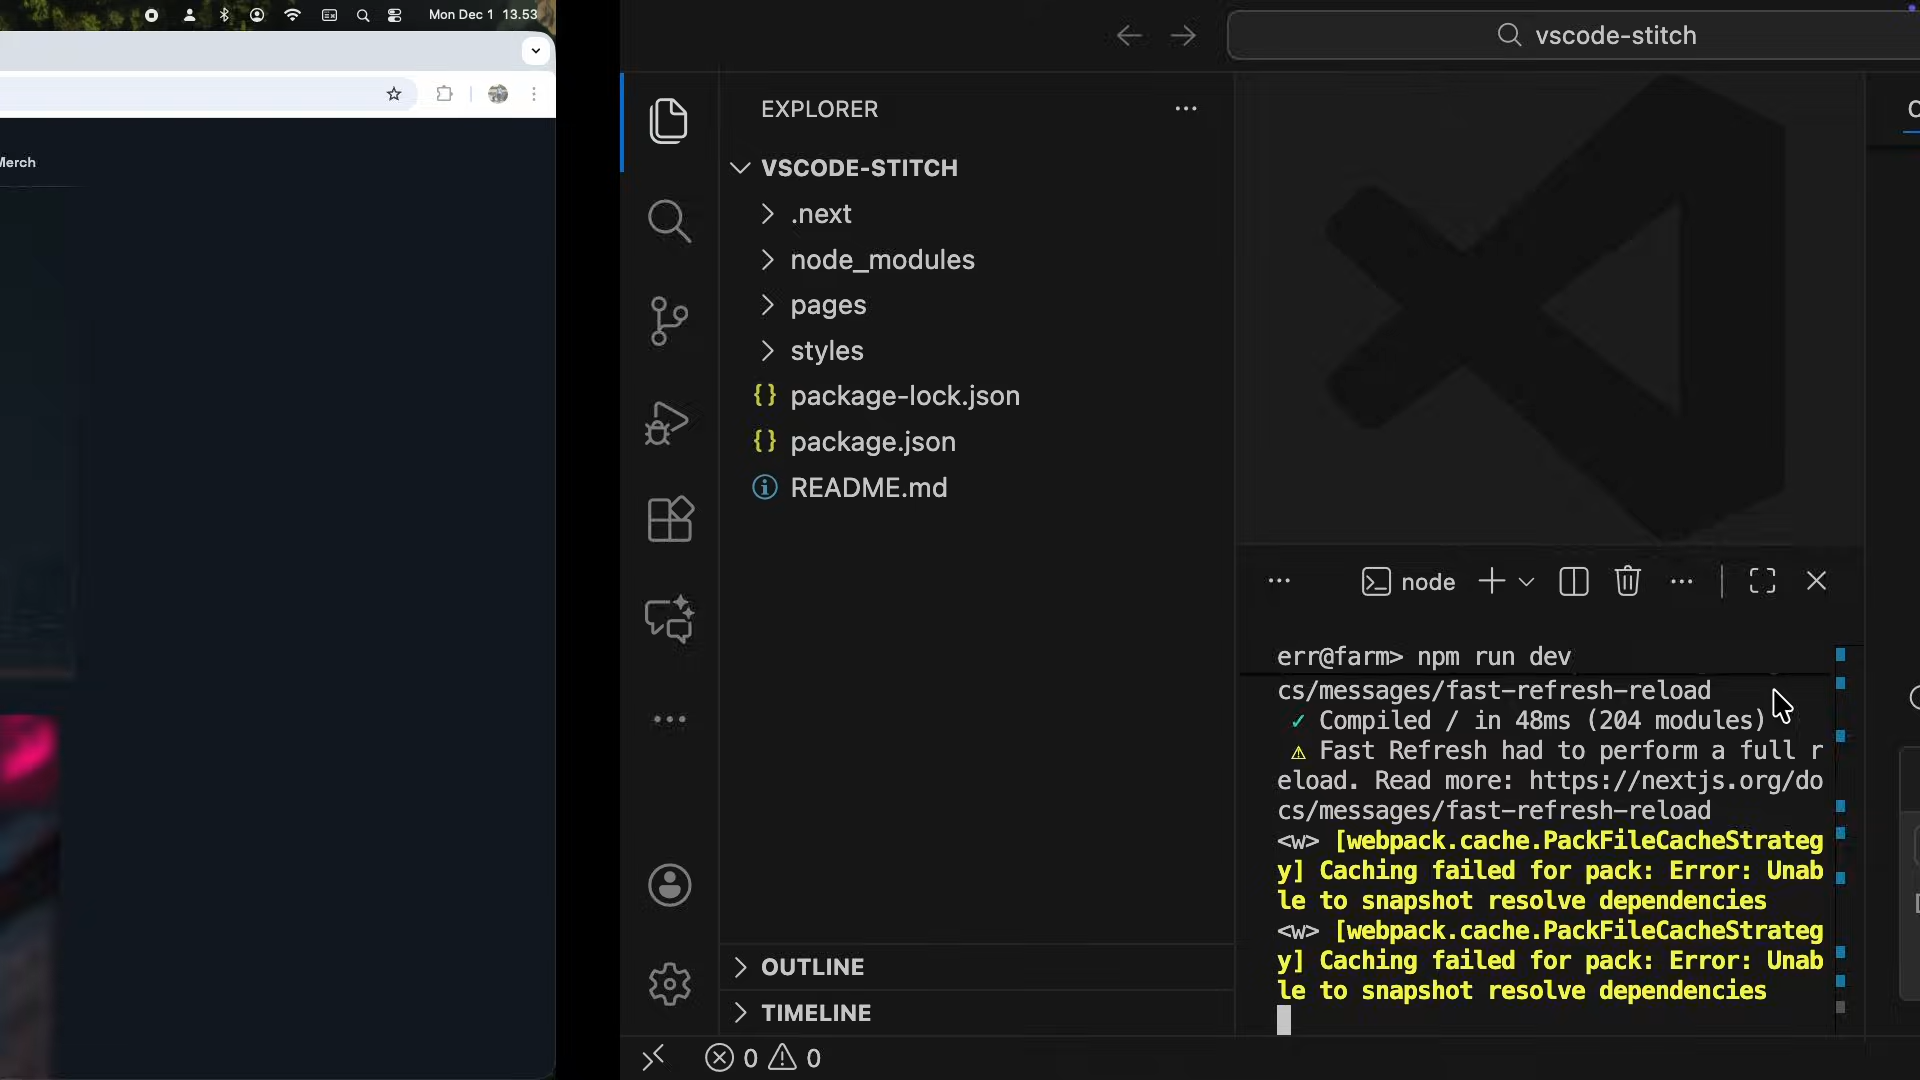 Mon Dec 1 13.53
Merch
vscode-stitch
EXPLORER
VSCODE-STITCH
.next
node_modules
pages
styles
{} package-lock.json
{} package.json
README.md
OUTLINE
TIMELINE
0 0
node
err@farm> npm run dev
cs/messages/fast-refresh-reload
✓ Compiled / in 48ms (204 modules)
⚠ Fast Refresh had to perform a full r
eload. Read more: https://nextjs.org/do
cs/messages/fast-refresh-reload
<w> [webpack.cache.PackFileCacheStrateg
y] Caching failed for pack: Error: Unab
le to snapshot resolve dependencies
<w> [webpack.cache.PackFileCacheStrateg
y] Caching failed for pack: Error: Unab
le to snapshot resolve dependencies